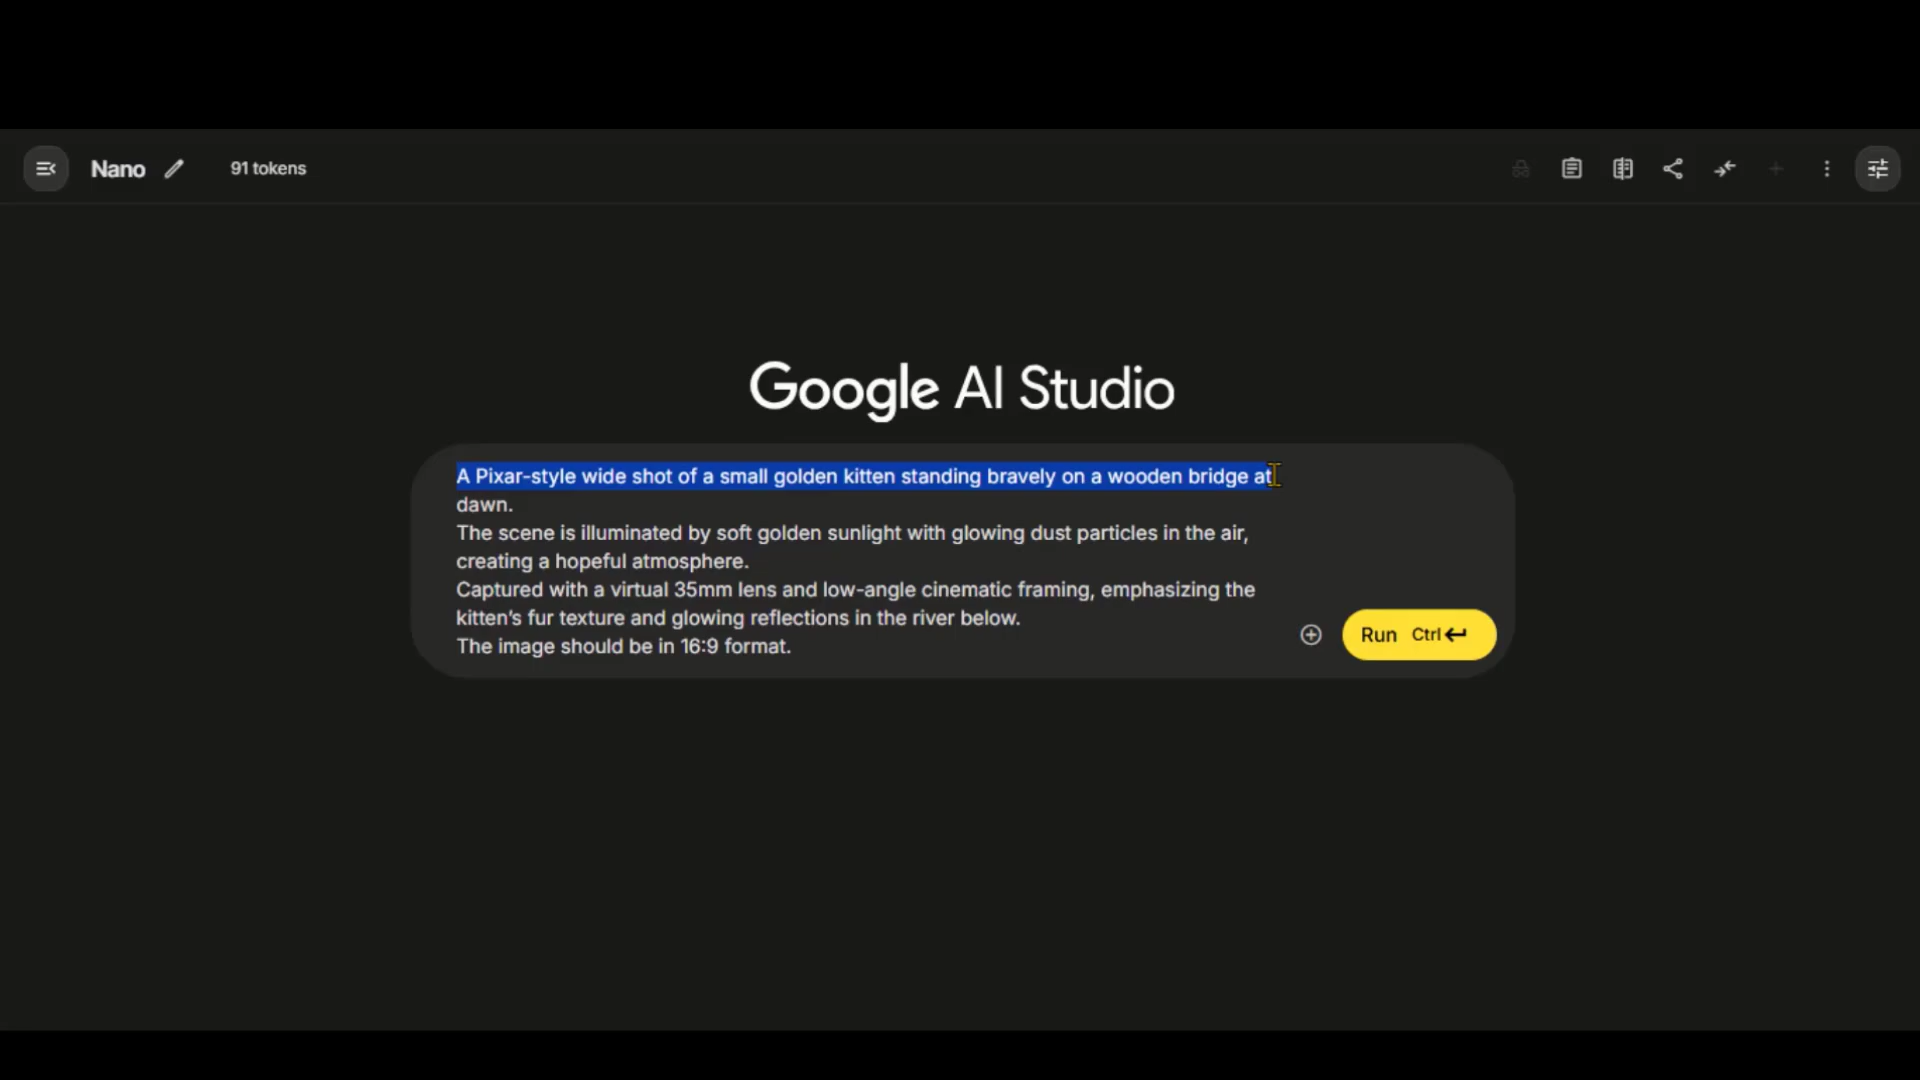 Nano
91 tokens
Google AI Studio
A Pixar-style wide shot of a small golden kitten standing bravely on a wooden bridge at
dawn.
The scene is illuminated by soft golden sunlight with glowing dust particles in the air,
creating a hopeful atmosphere.
Captured with a virtual 35mm lens and low-angle cinematic framing, emphasizing the
kitten’s fur texture and glowing reflections in the river below.
The image should be in 16:9 format.
Run Ctrl